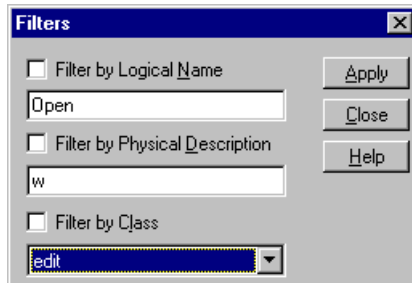 Filters
Filter by Logical Name
Apply
Open
Close
Filter by Physical Description
Help
w
Filter by Class
edit